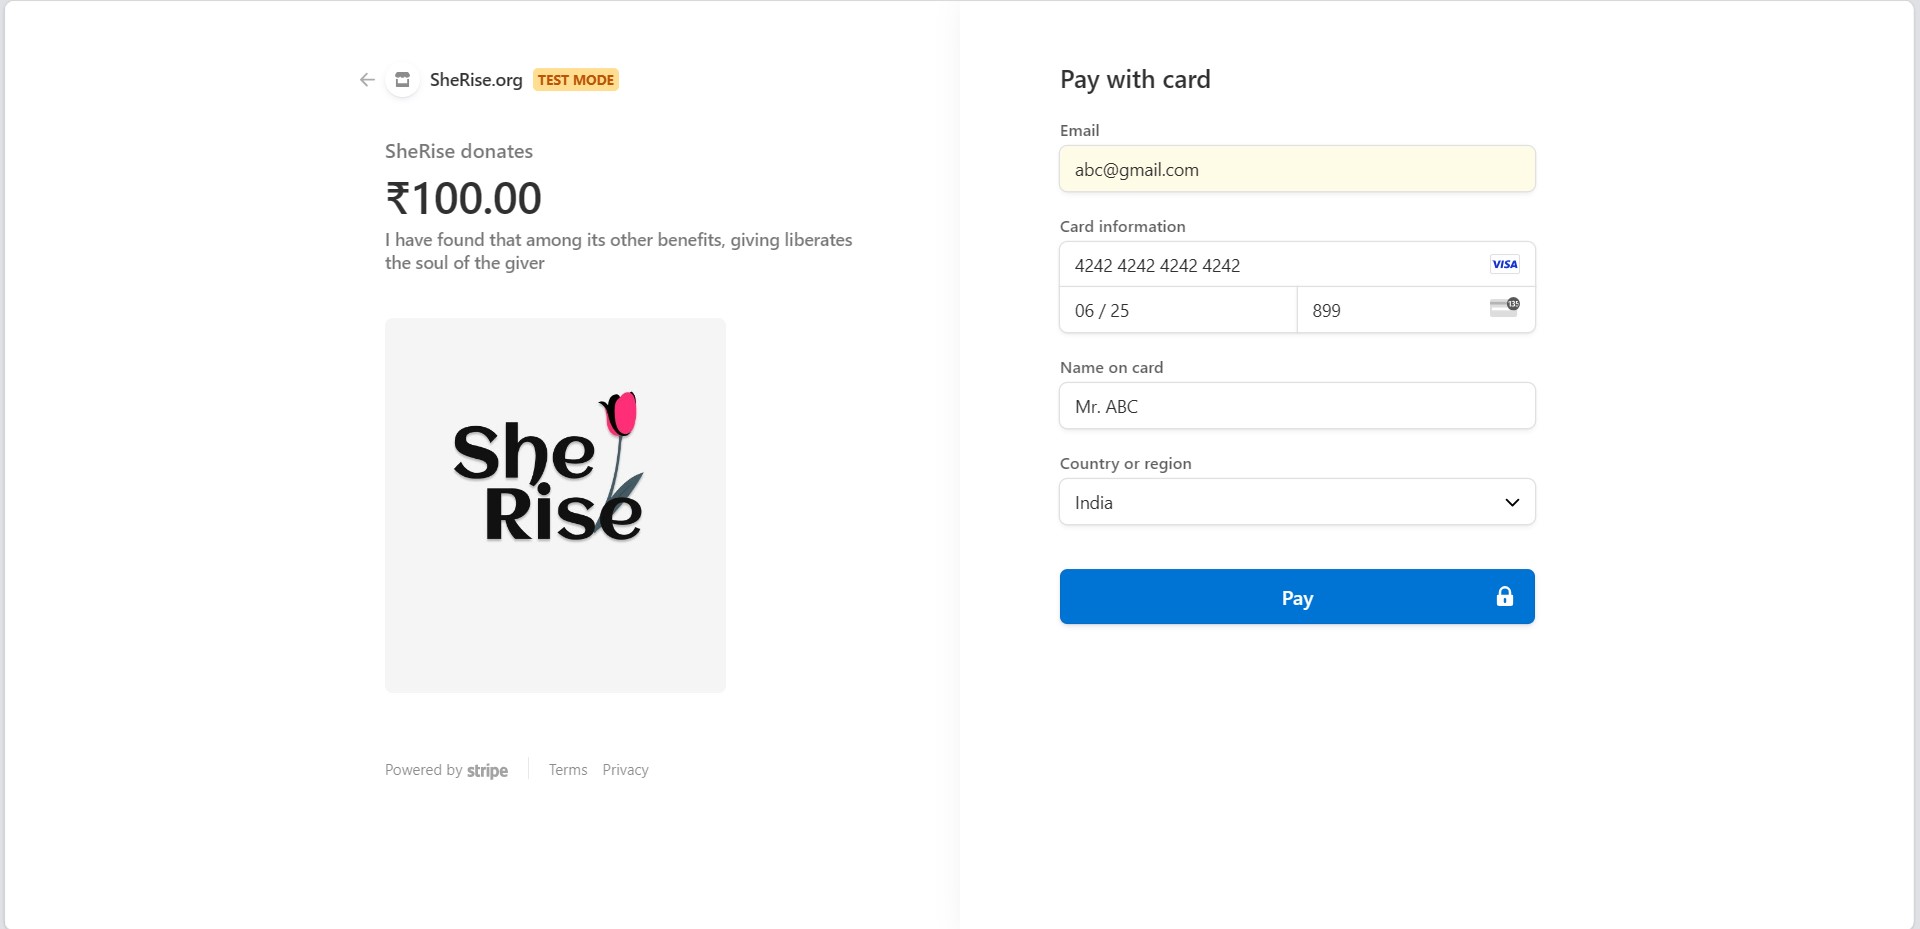 SheRise.org TEST MODE
SheRise donates
₹100.00
I have found that among its other benefits, giving liberates
the soul of the giver
She
Rise
Powered by stripe
Terms Privacy
Pay with card
Email
abc@gmail.com
Card information
4242 4242 4242 4242 VISA
06 / 25 899 135
Name on card
Mr. ABC
Country or region
India
Pay